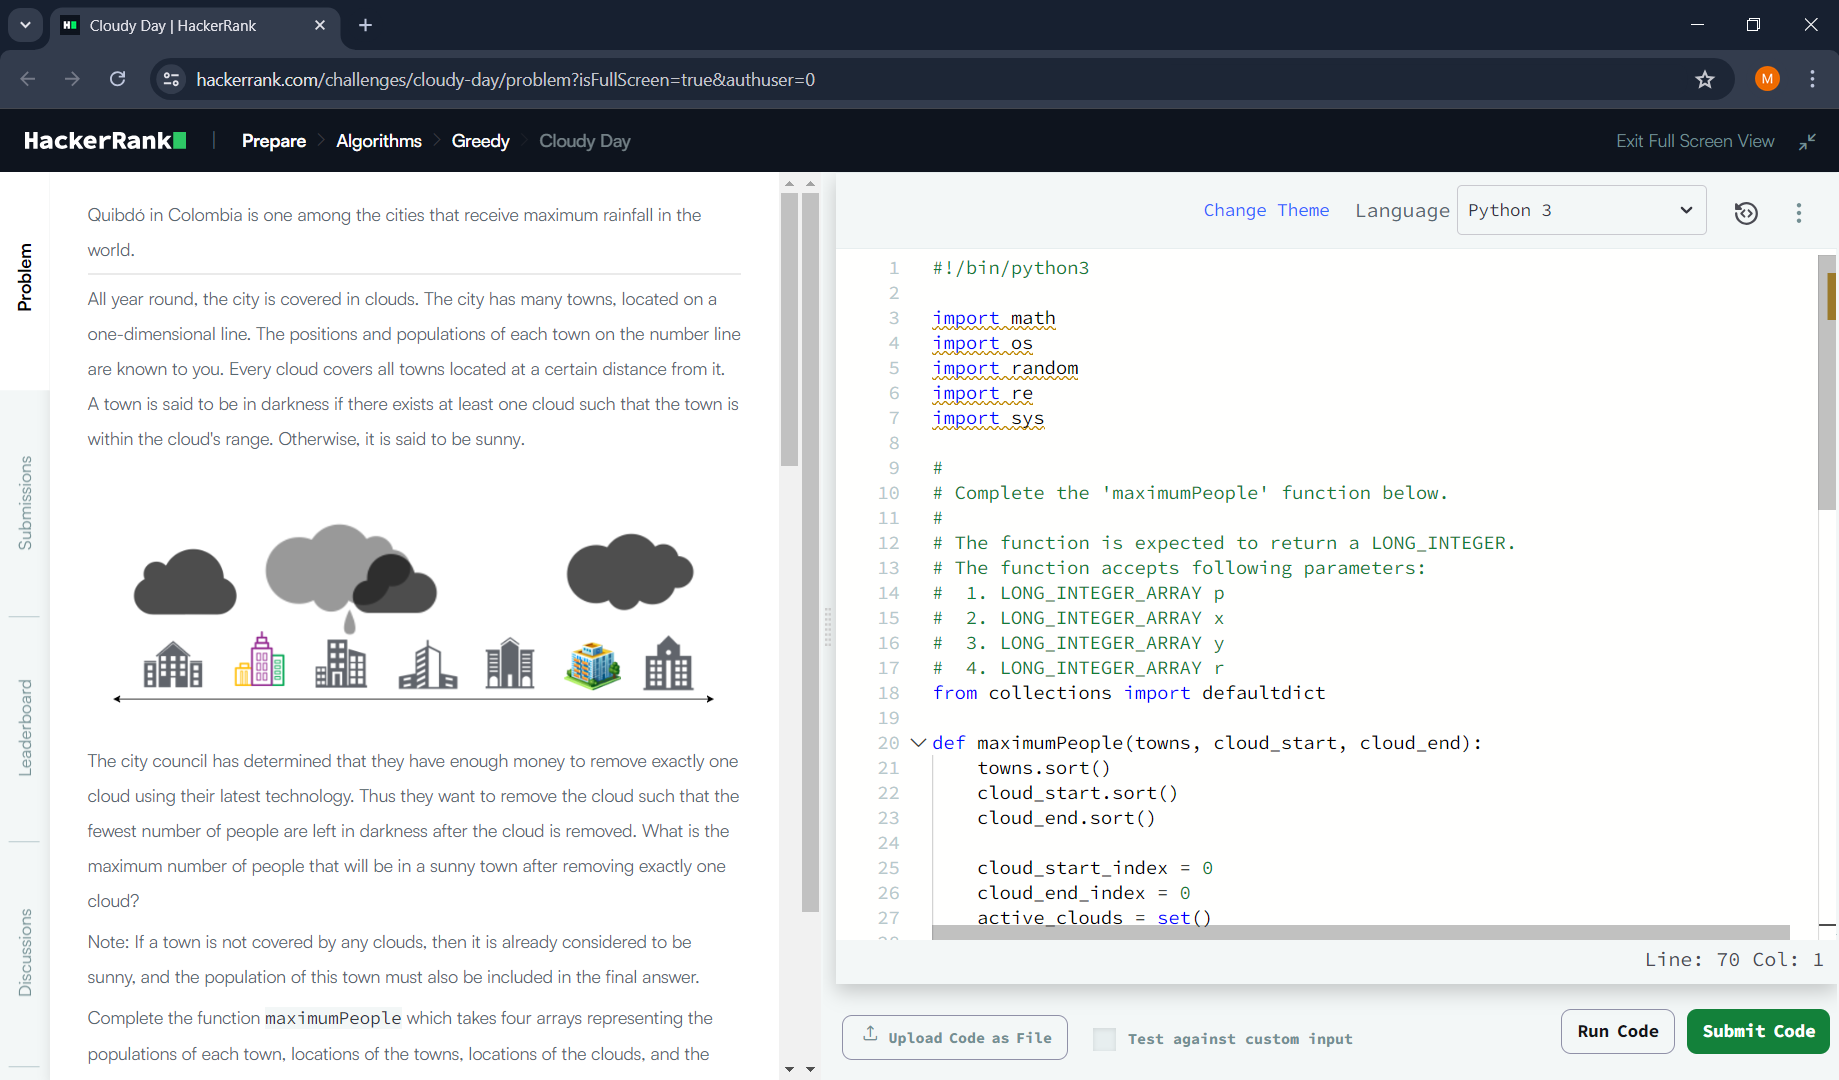 Cloudy Day | HackerRank
hackerrank.com/challenges/cloudy-day/problem?isFullScreen=true&authuser=0
M
HackerRank
Prepare
Algorithms
Greedy
Cloudy Day
Exit Full Screen View
Problem
Submissions
Leaderboard
Discussions
Quibdó in Colombia is one among the cities that receive maximum rainfall in the
world.
All year round, the city is covered in clouds. The city has many towns, located on a
one-dimensional line. The positions and populations of each town on the number line
are known to you. Every cloud covers all towns located at a certain distance from it.
A town is said to be in darkness if there exists at least one cloud such that the town is
within the cloud's range. Otherwise, it is said to be sunny.
The city council has determined that they have enough money to remove exactly one
cloud using their latest technology. Thus they want to remove the cloud such that the
fewest number of people are left in darkness after the cloud is removed. What is the
maximum number of people that will be in a sunny town after removing exactly one
cloud?
Note: If a town is not covered by any clouds, then it is already considered to be
sunny, and the population of this town must also be included in the final answer.
Complete the function maximumPeople which takes four arrays representing the
populations of each town, locations of the towns, locations of the clouds, and the
Change Theme
Language
Python 3
1 #!/bin/python3
2
3 import math
4 import os
5 import random
6 import re
7 import sys
8
9 #
10 # Complete the 'maximumPeople' function below.
11 #
12 # The function is expected to return a LONG_INTEGER.
13 # The function accepts following parameters:
14 #  1. LONG_INTEGER_ARRAY p
15 #  2. LONG_INTEGER_ARRAY x
16 #  3. LONG_INTEGER_ARRAY y
17 #  4. LONG_INTEGER_ARRAY r
18 from collections import defaultdict
19
20 def maximumPeople(towns, cloud_start, cloud_end):
21     towns.sort()
22     cloud_start.sort()
23     cloud_end.sort()
24
25     cloud_start_index = 0
26     cloud_end_index = 0
27     active_clouds = set()
Line: 70 Col: 1
Upload Code as File
Test against custom input
Run Code
Submit Code